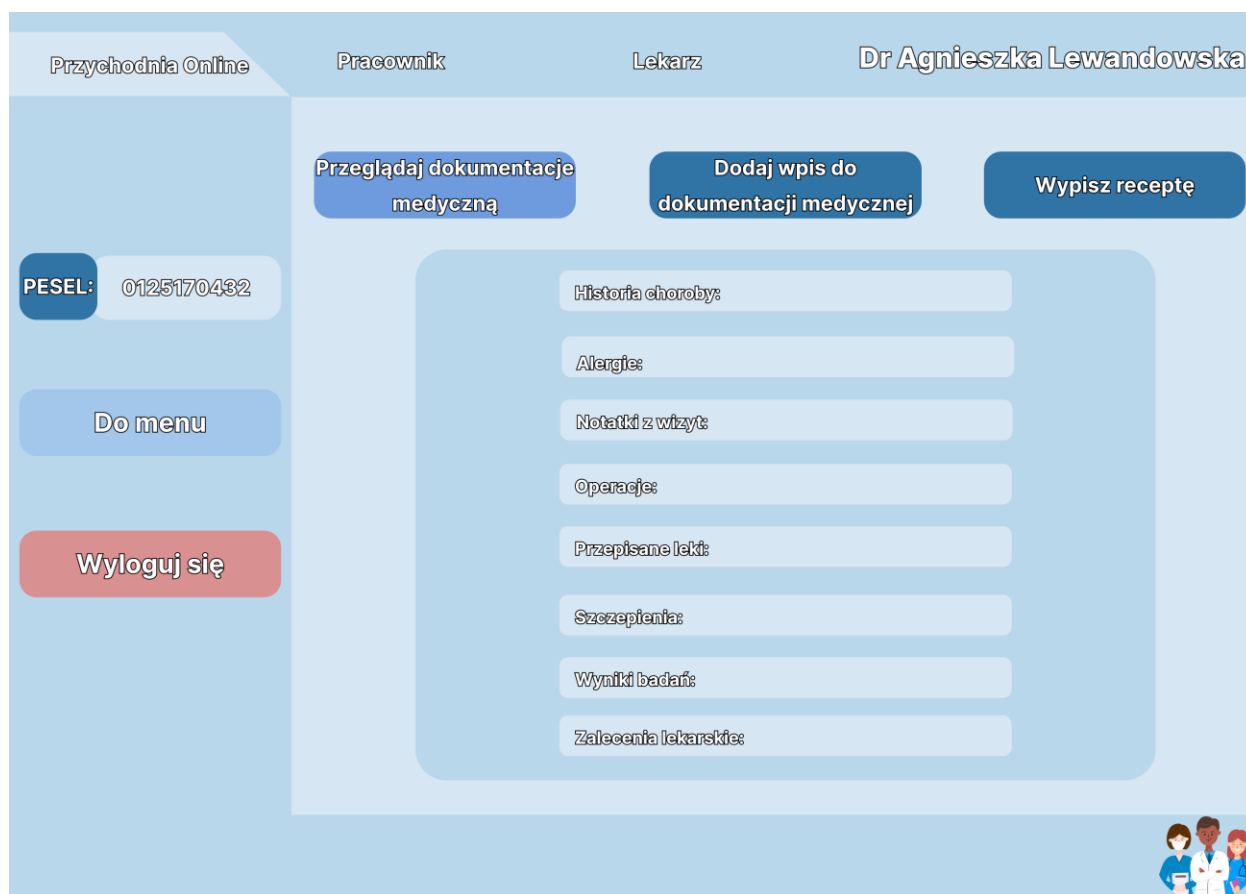 Przychodnia Online
Pracownik
Lekarz
Dr Agnieszka Lewandowska
Przeglądaj dokumentacje
medyczną
Dodaj wpis do
dokumentacji medycznej
Wypisz receptę
PESEL:
0125170432
Do menu
Wyloguj się
Historia choroby:
Alergie:
Notatki z wizyt:
Operacje:
Przepisane leki:
Szczepienia:
Wyniki badań:
Zalecenia lekarskie: